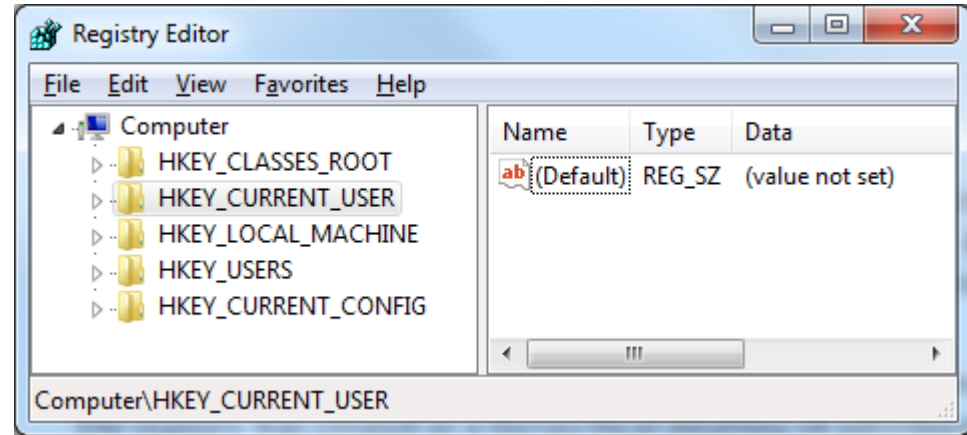 Registry Editor
File Edit View Favorites Help
Computer
HKEY_CLASSES_ROOT
HKEY_CURRENT_USER
HKEY_LOCAL_MACHINE
HKEY_USERS
HKEY_CURRENT_CONFIG
Name Type Data
ab (Default) REG_SZ (value not set)
Computer\HKEY_CURRENT_USER